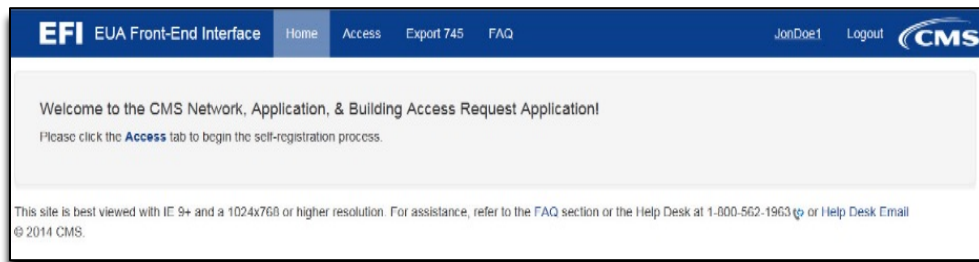 EFI EUA Front-End Interface Home Access Export 745 FAQ JonDoe1 Logout CMS
Welcome to the CMS Network, Application, & Building Access Request Application!
Please click the Access tab to begin the self-registration process.
This site is best viewed with IE 9+ and a 1024x768 or higher resolution. For assistance, refer to the FAQ section or the Help Desk at 1-800-562-1963 or Help Desk Email
© 2014 CMS.